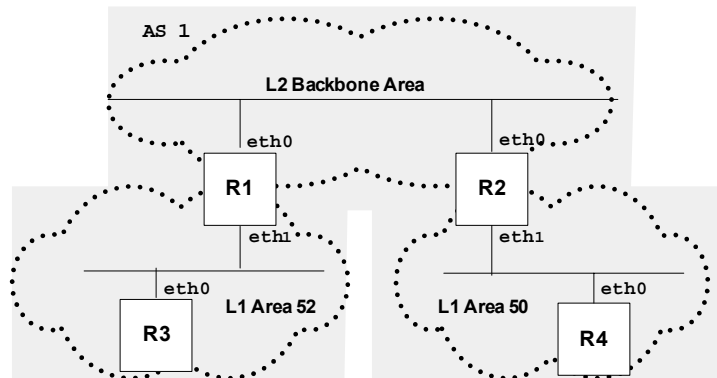 AS 1
L2 Backbone Area
eth0
eth0
R1
R2
eth1
eth1
eth0
eth0
L1 Area 52
L1 Area 50
R3
R4